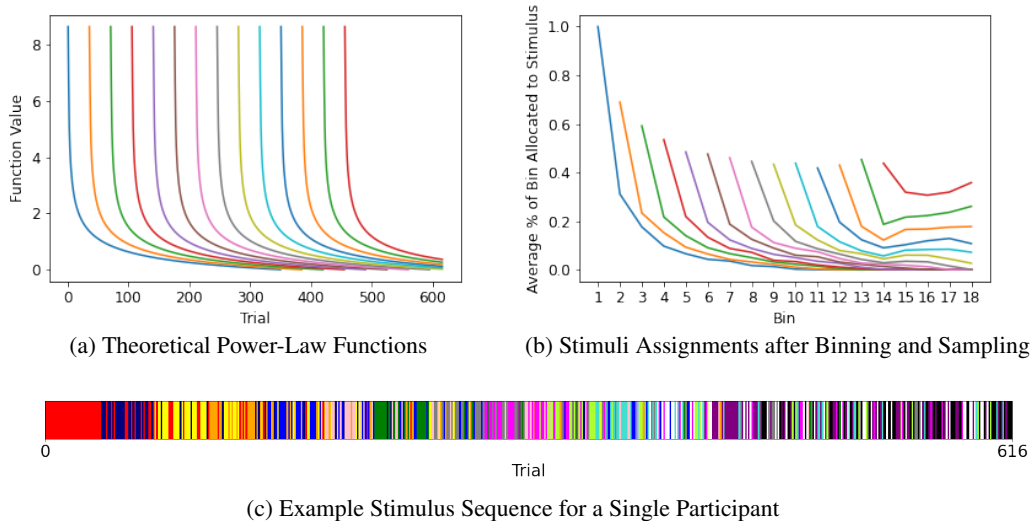 Function Value
8
6
4
2
0
0 100 200 300 400 500 600
Trial
(a) Theoretical Power-Law Functions
Average % of Bin Allocated to Stimulus
1.0
0.8
0.6
0.4
0.2
0.0
1 2 3 4 5 6 7 8 9 10 11 12 13 14 15 16 17 18
Bin
(b) Stimuli Assignments after Binning and Sampling
0 616
Trial
(c) Example Stimulus Sequence for a Single Participant